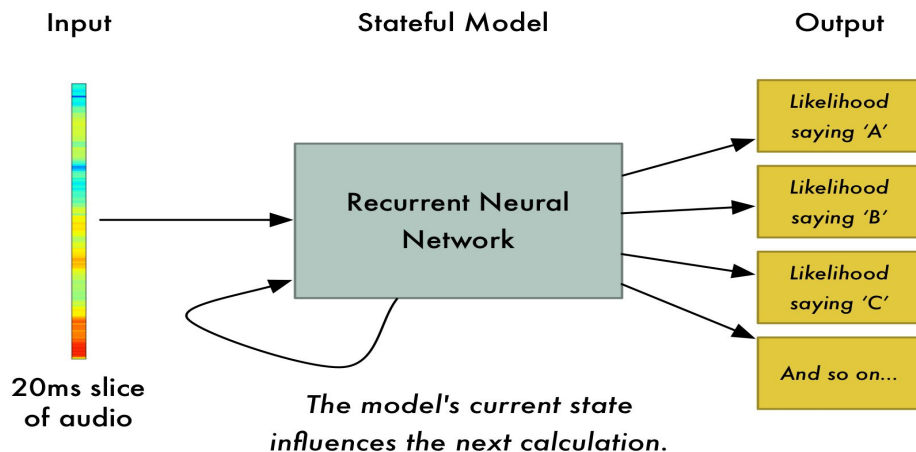 Input
Stateful Model
Output
20ms slice
of audio
Recurrent Neural
Network
The model's current state
influences the next calculation.
Likelihood
saying ‘A’
Likelihood
saying ‘B’
Likelihood
saying ‘C’
And so on...